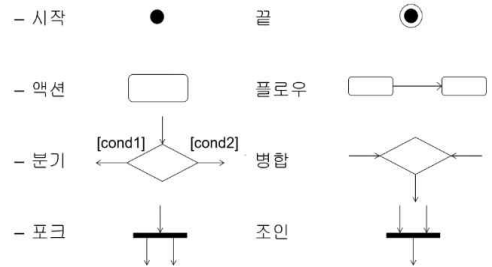 – 시작 끝
– 액션 플로우
[cond1] [cond2]
– 분기 병합
– 포크 조인